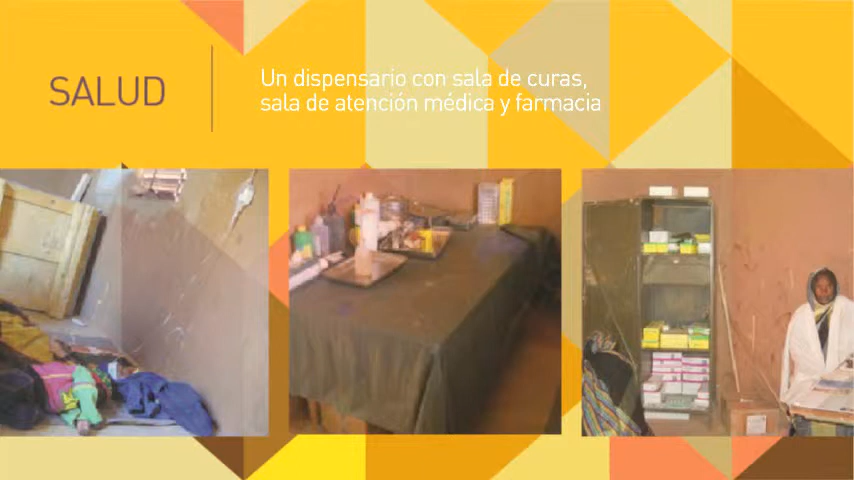 SALUD
Un dispensario con sala de curas,
sala de atención médica y farmacia